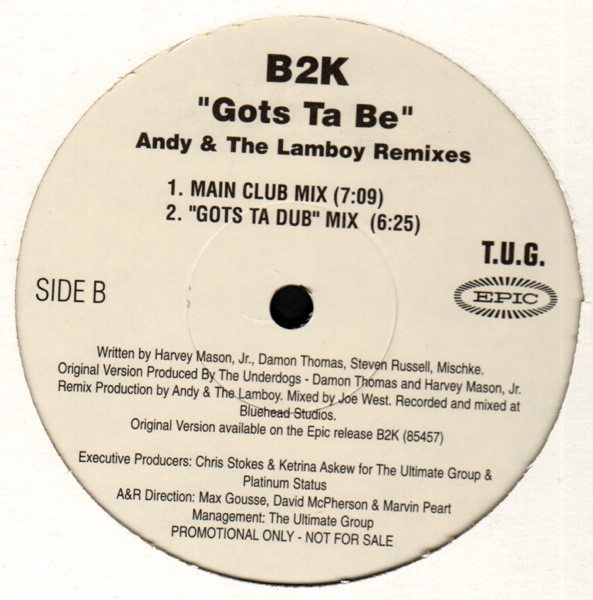 B2K
"Gots Ta Be"
Andy & The Lamboy Remixes
1. MAIN CLUB MIX (7:09)
2. "GOTS TA DUB" MIX (6:25)
T.U.G.
SIDE B
EPIC
Written by Harvey Mason, Jr., Damon Thomas, Steven Russell, Mischke.
Original Version Produced By The Underdogs - Damon Thomas and Harvey Mason, Jr.
Remix Production by Andy & The Lamboy. Mixed by Joe West. Recorded and mixed at
Bluehead Studios.
Original Version available on the Epic release B2K (85457)
Executive Producers: Chris Stokes & Ketrina Askew for The Ultimate Group &
Platinum Status
A&R Direction: Max Gousse, David McPherson & Marvin Peart
Management: The Ultimate Group
PROMOTIONAL ONLY - NOT FOR SALE